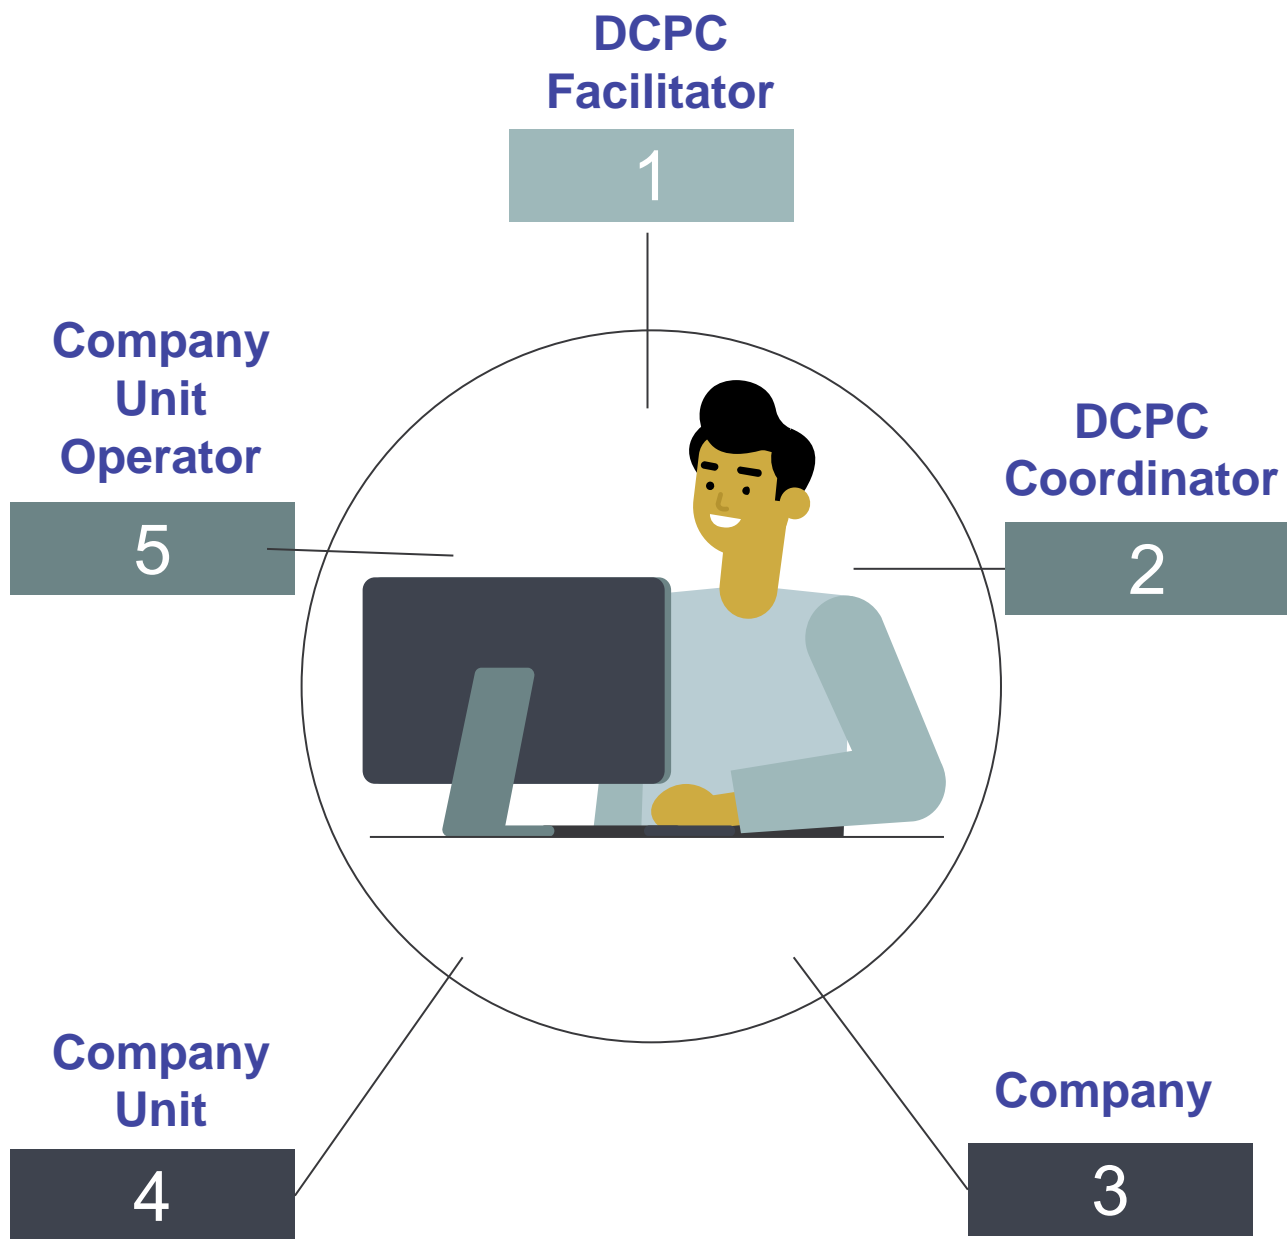 DCPC
Facilitator
1
Company
Unit
Operator
5
DCPC
Coordinator
2
Company
Unit
4
Company
3